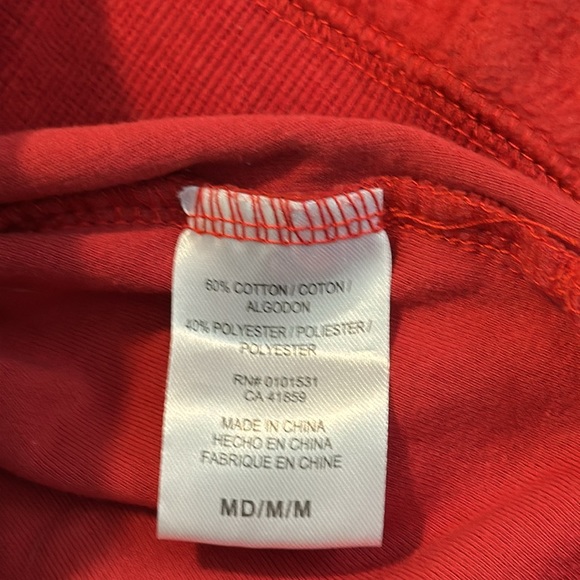 60% COTTON / COTON /
ALGODON
40% POLYESTER / POLIESTER /
POLYESTER
RN# 0101531
CA 41859
MADE IN CHINA
HECHO EN CHINA
FABRIQUE EN CHINE
MD/M/M